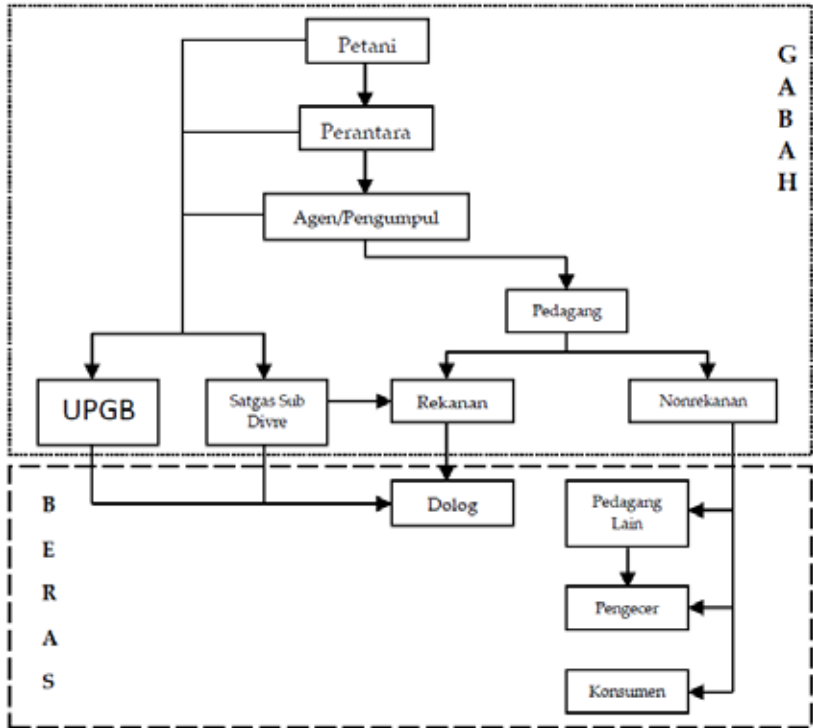 Petani
G
A
B
A
H
Perantara
Agen/Pengumpul
Pedagang
UPGB
Satgas Sub
Divre
Rekanan
Nonrekanan
B
E
R
A
S
Dolog
Pedagang
Lain
Pengecer
Konsumen